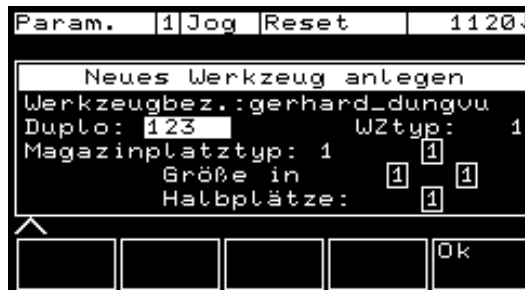 Param. 1 Jog Reset 1120
Neues Werkzeug anlegen
Werkzeugbez.:gerhard_dungvu
Duplo: 123 WZtyp: 1
Magazinplatztyp: 1 1
Größe in 1 1
Halbplätze: 1
Ok